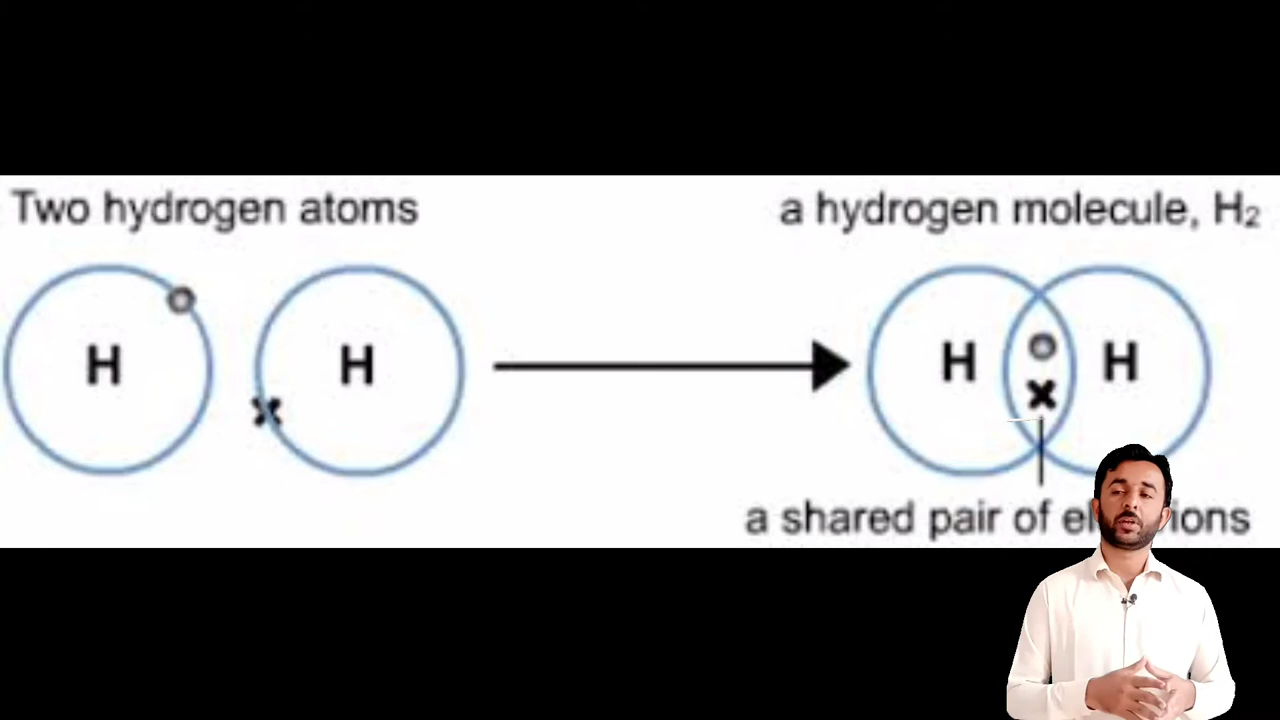 Two hydrogen atoms
a hydrogen molecule, H₂
H
H
H
H
a shared pair of